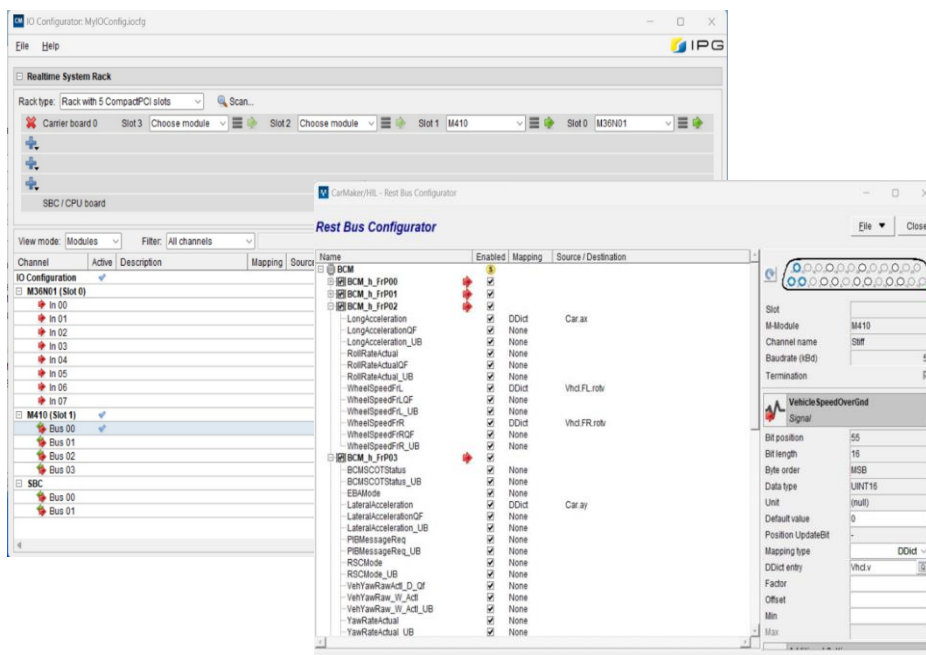 IO Configurator: MyIOConfig.iocfg
File Help
IPG
Realtime System Rack
Rack type: Rack with 5 CompactPCI slots Scan...
Carrier board 0 Slot 3 Choose module Slot 2 Choose module Slot 1 M410 Slot 0 M36N01
SBC / CPU board
View mode: Modules Filter: All channels
Channel Active Description Mapping Source
IO Configuration
M36N01 (Slot 0)
In 00
In 01
In 02
In 03
In 04
In 05
In 06
In 07
M410 (Slot 1)
Bus 00
Bus 01
Bus 02
Bus 03
SBC
Bus 00
Bus 01
CarMaker/HIL - Rest Bus Configurator
Rest Bus Configurator
File Close
Name Enabled Mapping Source / Destination
BCM
BCM_h_FrP00
BCM_h_FrP01
BCM_h_FrP02
LongAcceleration DDict Car.ax
LongAccelerationQF None
LongAcceleration_UB None
RollRateActual None
RollRateActualQF None
RollRateActual_UB None
WheelSpeedFrL DDict Vhcl.FL.rotv
WheelSpeedFrLQF None
WheelSpeedFrL_UB None
WheelSpeedFrR DDict Vhcl.FR.rotv
WheelSpeedFrRQF None
WheelSpeedFrR_UB None
BCM_h_FrP03
BCMSCOTStatus None
BCMSCOTStatus_UB None
EBAMode None
LateralAcceleration DDict Car.ay
LateralAccelerationQF None
LateralAcceleration_UB None
PIBMessageReq None
PIBMessageReq_UB None
RSCMode None
RSCMode_UB None
VehYawRawActl_D_Qf None
VehYawRaw_W_Actl None
VehYawRaw_W_Actl_UB None
YawRateActual None
YawRateActual_UB None
Slot
M-Module M410
Channel name Stiff
Baudrate (kBd) 5
Termination
VehicleSpeedOverGnd
Signal
Bit position 55
Bit length 16
Byte order MSB
Data type UINT16
Unit (null)
Default value 0
Position UpdateBit -
Mapping type DDict
DDict entry Vhcl.v
Factor
Offset
Min
Max